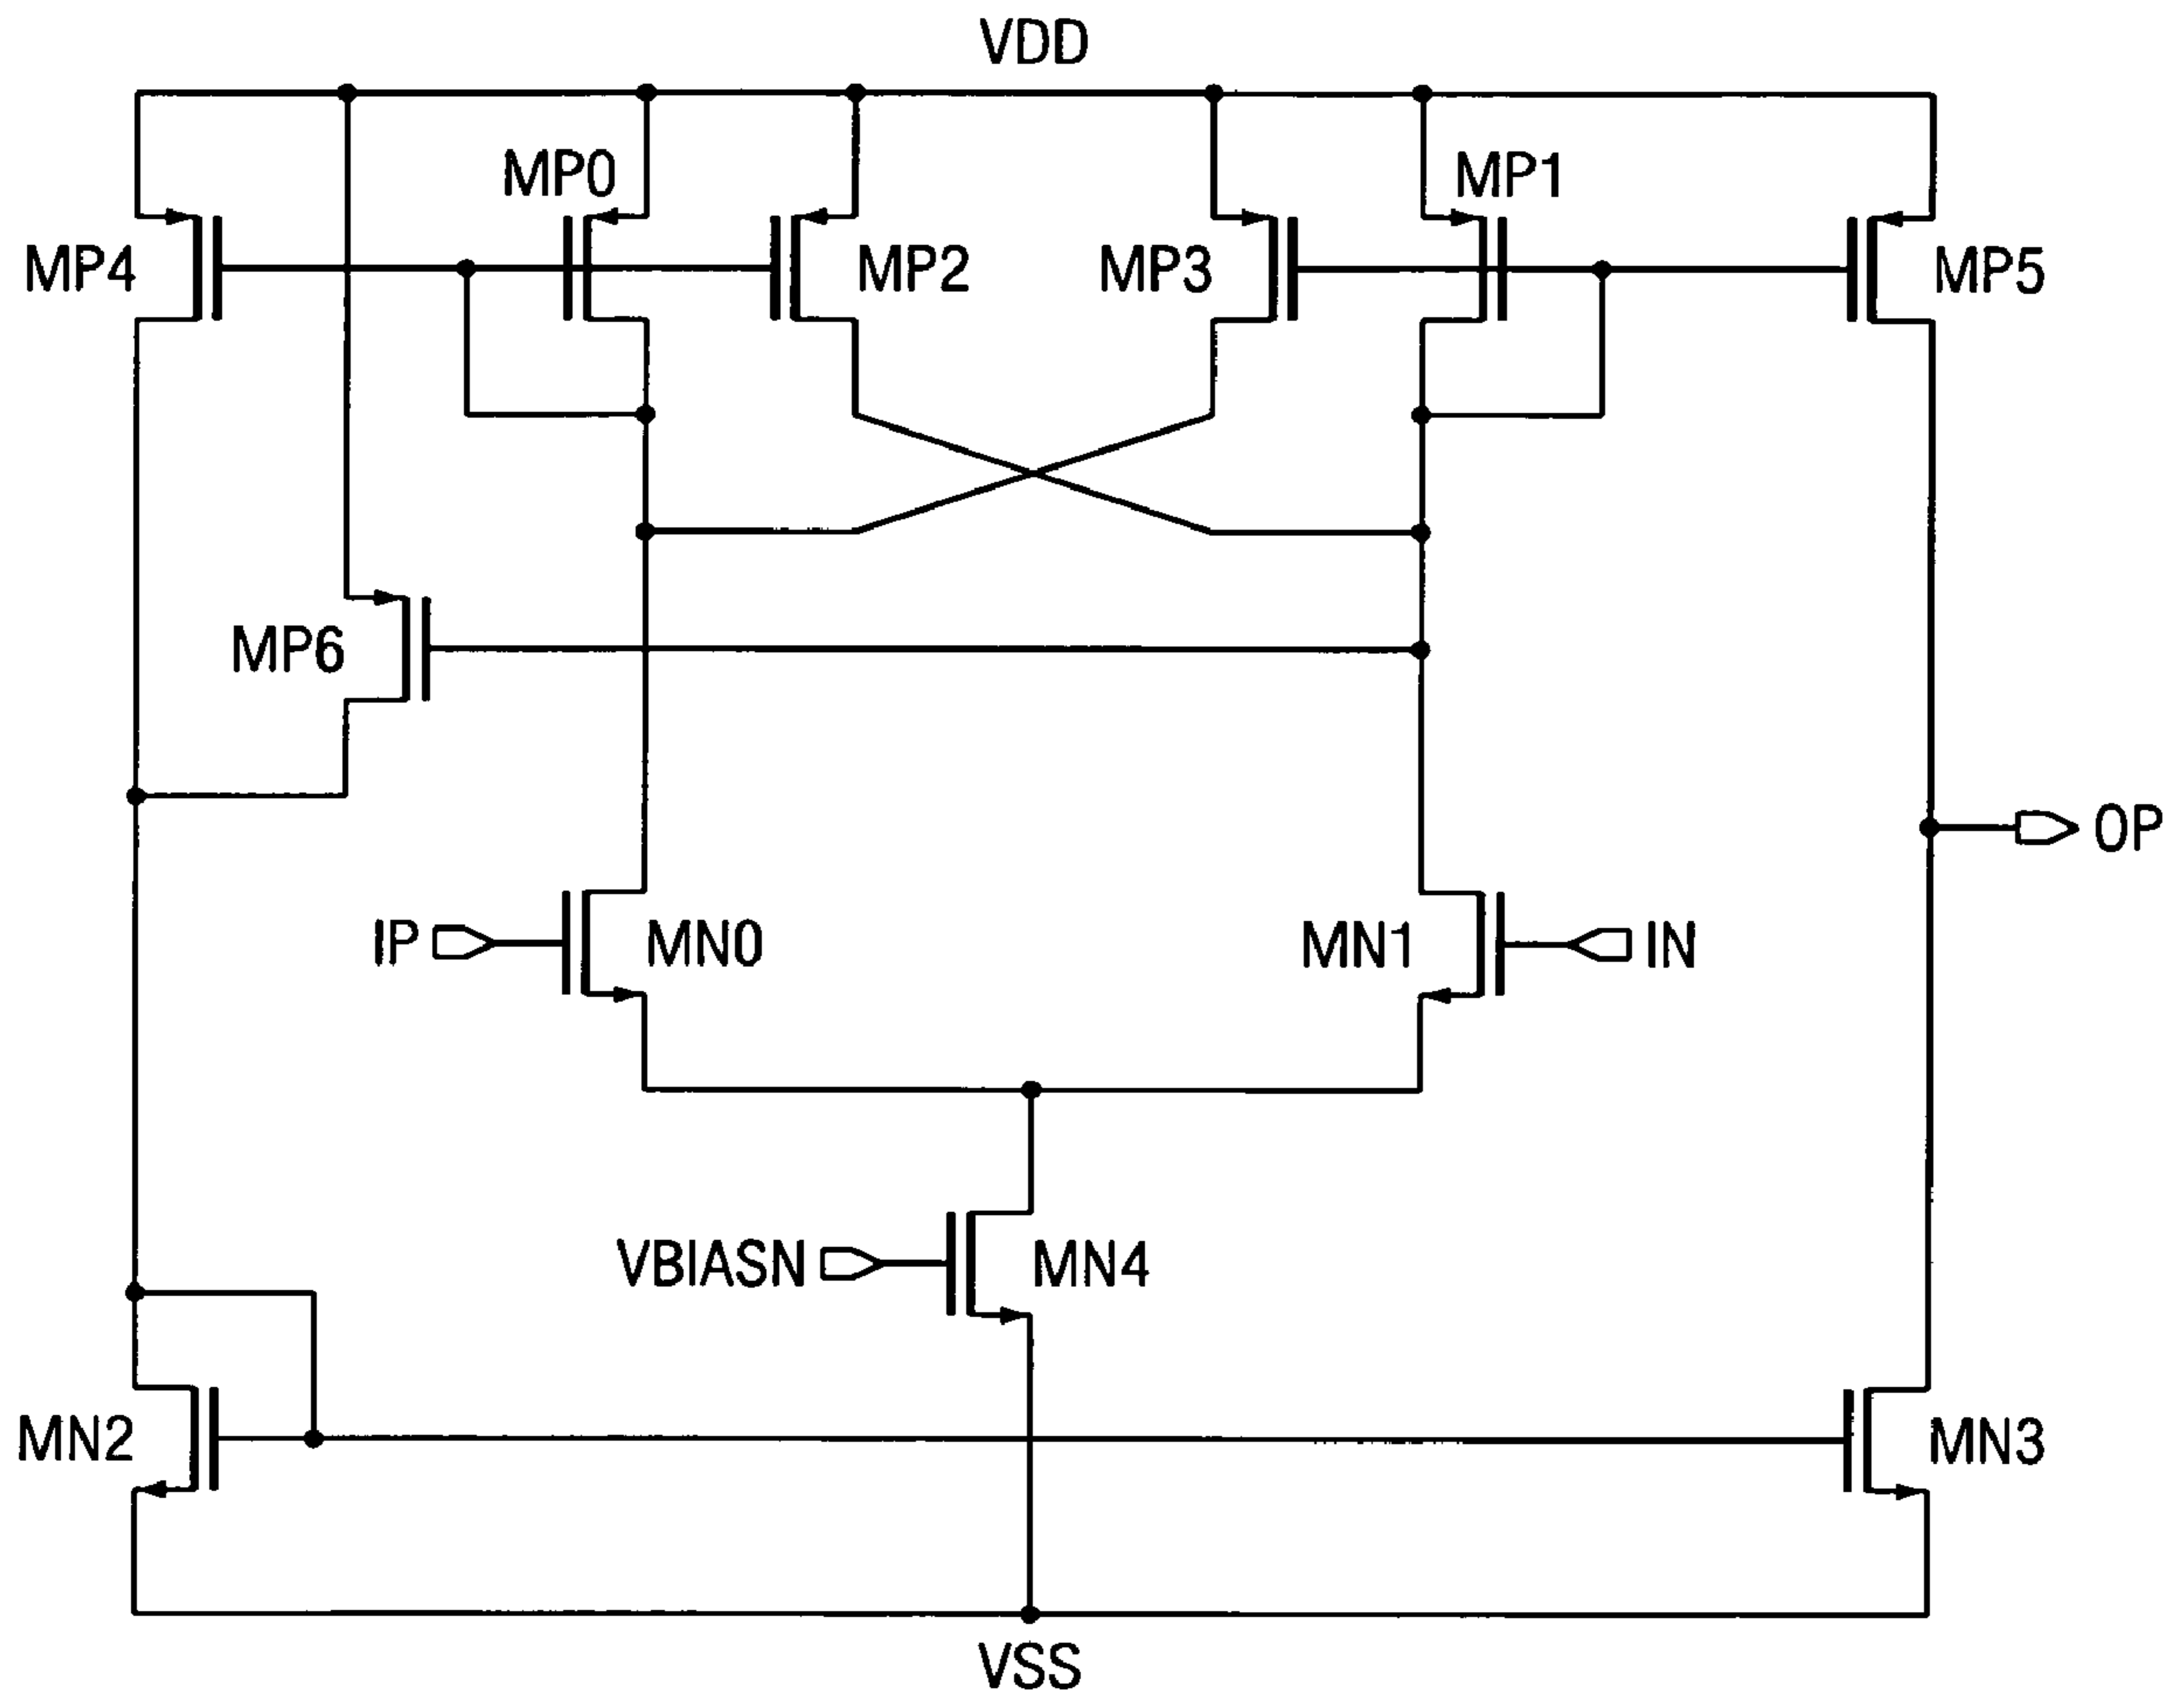 VDD
MP0
MP1
MP4
MP2
MP3
MP5
MP6
OP
IP
MN0
MN1
IN
VBIASN
MN4
MN2
MN3
VSS